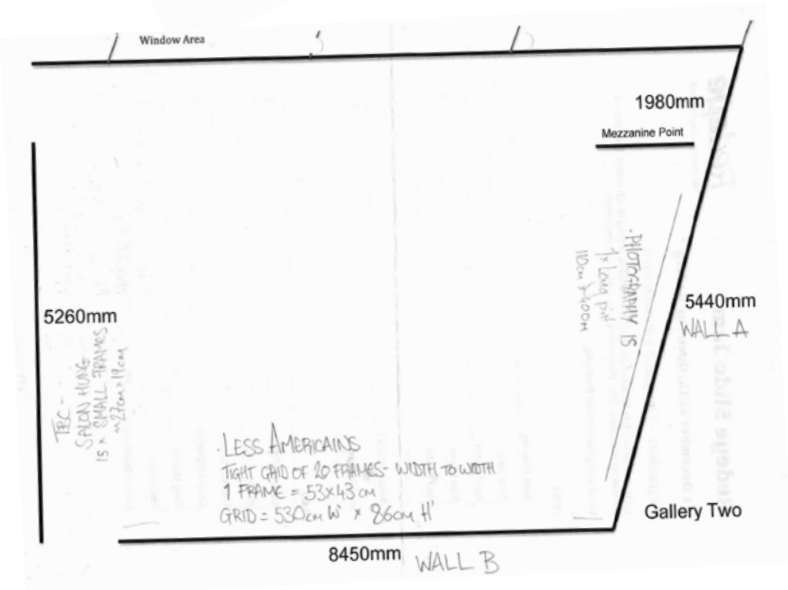 Window Area
1980mm
Mezzanine Point
5260mm
TBC -
SALON HUNG
15 x SMALL FRAMES
~27cm x 19cm
· PHOTOGRAPHY IS
1 x Long
110cm x 400cm
5440mm
WALL A
· LESS AMERICAINS
TIGHT GRID OF 20 FRAMES - WIDTH TO WIDTH
1 FRAME = 53x43 cm
GRID = 530cm W x 86cm H
Gallery Two
8450mm
WALL B